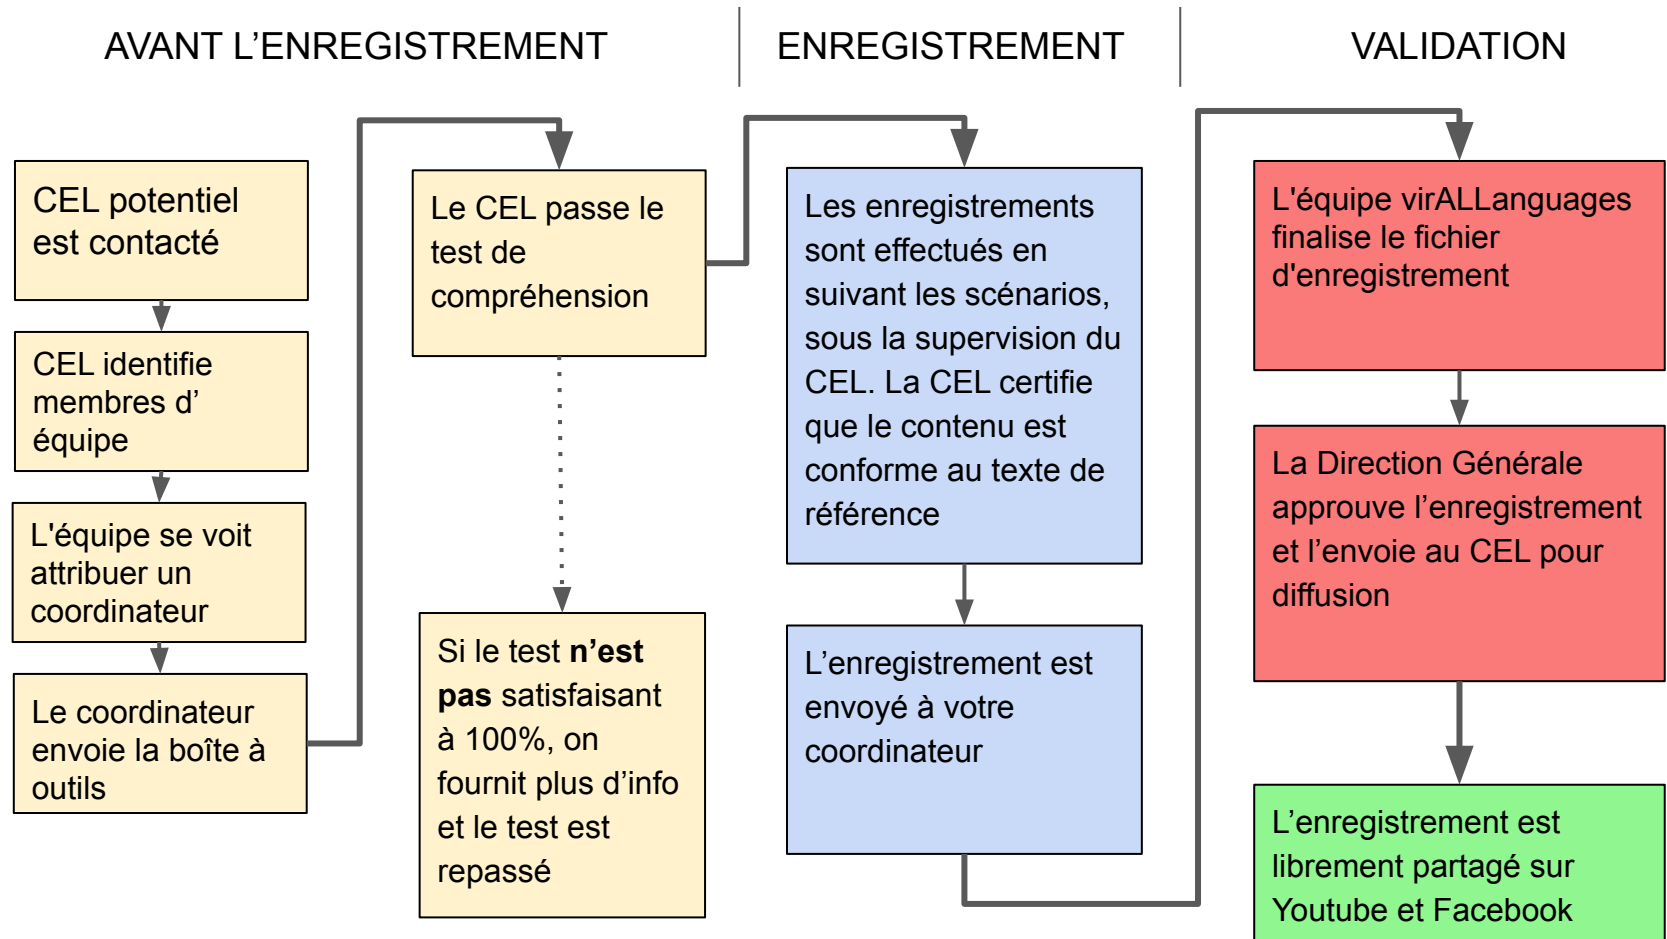 AVANT L’ENREGISTREMENT
ENREGISTREMENT
VALIDATION
CEL potentiel
est contacté
CEL identifie
membres d’
équipe
L'équipe se voit
attribuer un
coordinateur
Le coordinateur
envoie la boîte à
outils
Le CEL passe le
test de
compréhension
Si le test n’est
pas satisfaisant
à 100%, on
fournit plus d’info
et le test est
repassé
Les enregistrements
sont effectués en
suivant les scénarios,
sous la supervision du
CEL. La CEL certifie
que le contenu est
conforme au texte de
référence
L’enregistrement est
envoyé à votre
coordinateur
L'équipe virALLanguages
finalise le fichier
d'enregistrement
La Direction Générale
approuve l’enregistrement
et l’envoie au CEL pour
diffusion
L’enregistrement est
librement partagé sur
Youtube et Facebook